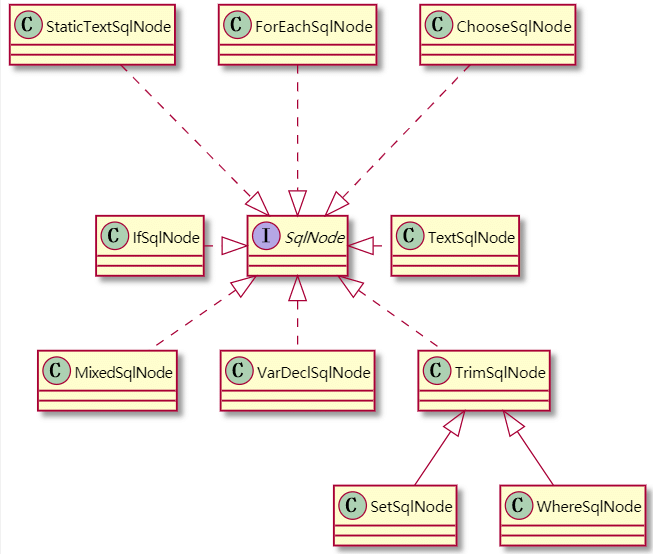 C StaticTextSqlNode
C ForEachSqlNode
C ChooseSqlNode
C IfSqlNode
I SqlNode
C TextSqlNode
C MixedSqlNode
C VarDeclSqlNode
C TrimSqlNode
C SetSqlNode
C WhereSqlNode